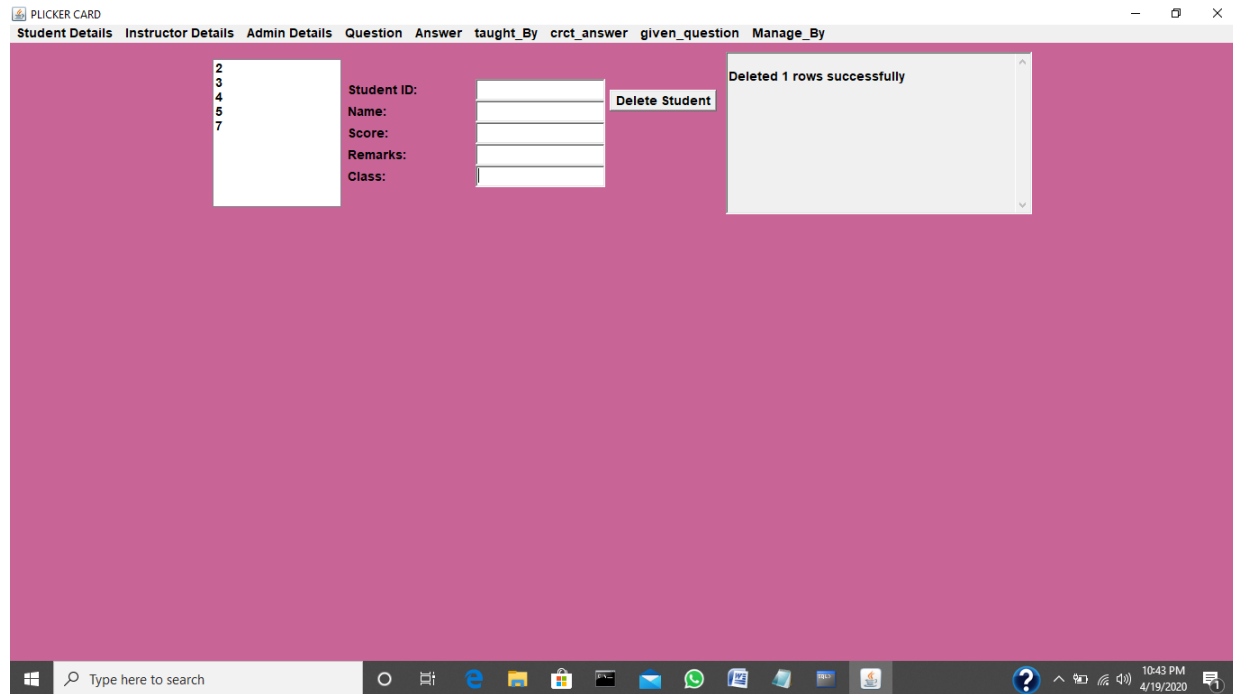 PLICKER CARD
Student Details Instructor Details Admin Details Question Answer taught_By crct_answer given_question Manage_By
2
3
4
5
7
Student ID:
Name:
Score:
Remarks:
Class:
Delete Student
Deleted 1 rows successfully
Type here to search
10:43 PM
4/19/2020